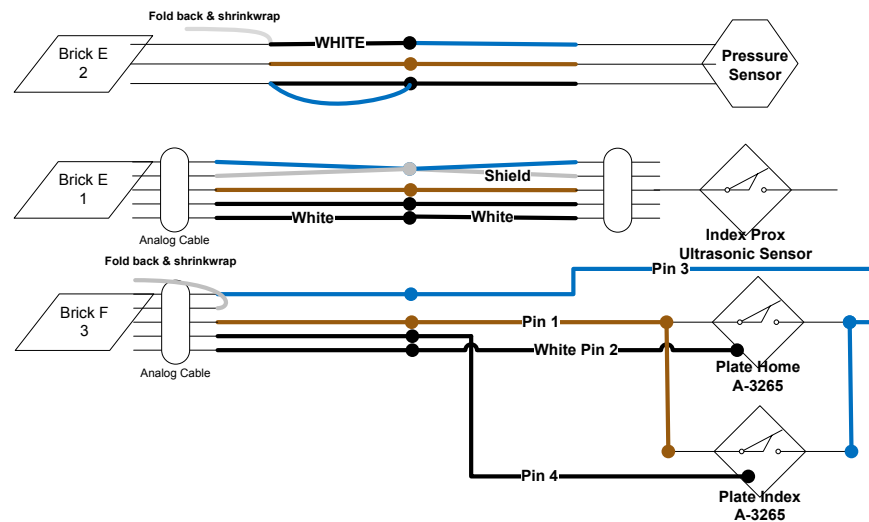 Fold back & shrinkwrap
Brick E
2
WHITE
Pressure
Sensor
Brick E
1
Analog Cable
Shield
White
White
Index Prox
Ultrasonic Sensor
Fold back & shrinkwrap
Pin 3
Brick F
3
Analog Cable
Pin 1
White Pin 2
Plate Home
A-3265
Pin 4
Plate Index
A-3265